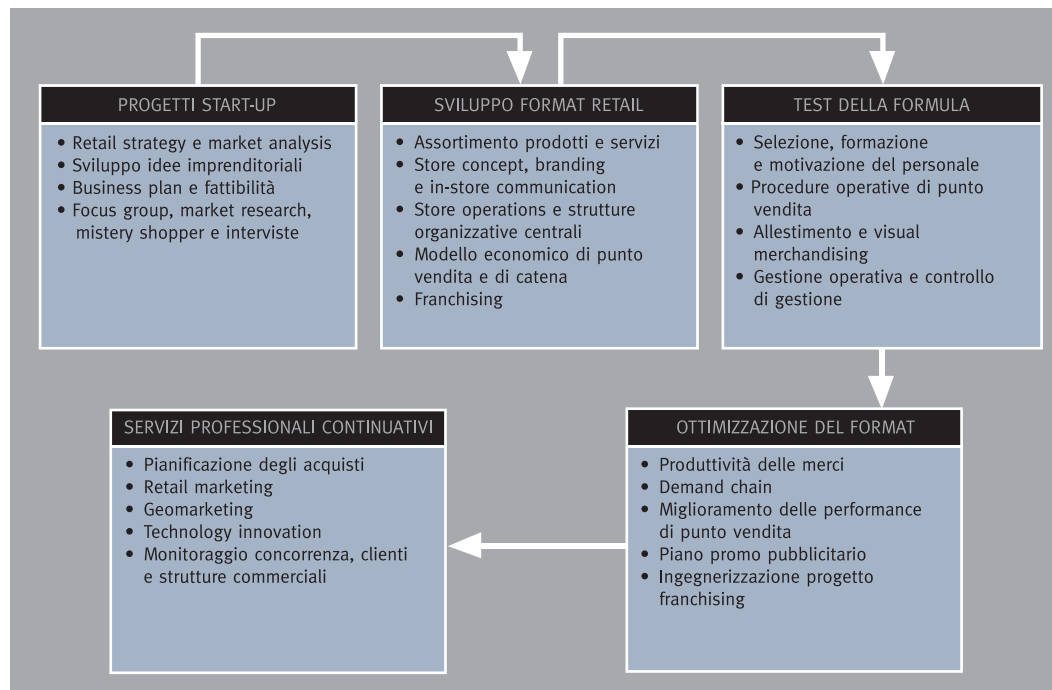 PROGETTI START-UP
• Retail strategy e market analysis
• Sviluppo idee imprenditoriali
• Business plan e fattibilità
• Focus group, market research,
mistery shopper e interviste
SVILUPPO FORMAT RETAIL
• Assortimento prodotti e servizi
• Store concept, branding
e in-store communication
• Store operations e strutture
organizzative centrali
• Modello economico di punto
vendita e di catena
• Franchising
TEST DELLA FORMULA
• Selezione, formazione
e motivazione del personale
• Procedure operative di punto
vendita
• Allestimento e visual
merchandising
• Gestione operativa e controllo
di gestione
OTTIMIZZAZIONE DEL FORMAT
• Produttività delle merci
• Demand chain
• Miglioramento delle performance
di punto vendita
• Piano promo pubblicitario
• Ingegnerizzazione progetto
franchising
SERVIZI PROFESSIONALI CONTINUATIVI
• Pianificazione degli acquisti
• Retail marketing
• Geomarketing
• Technology innovation
• Monitoraggio concorrenza, clienti
e strutture commerciali